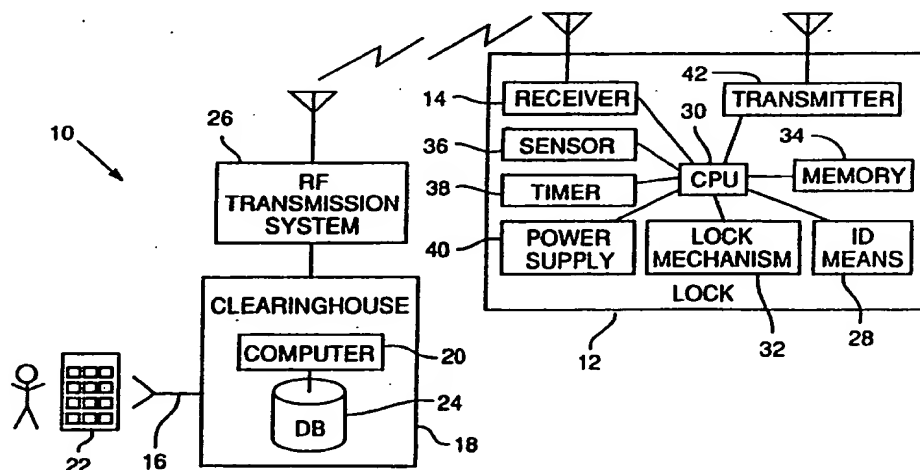 10
26
RF
TRANSMISSION
SYSTEM
CLEARINGHOUSE
COMPUTER
20
DB
24
18
22
16
14
RECEIVER
42
TRANSMITTER
36
SENSOR
30
CPU
34
MEMORY
38
TIMER
40
POWER
SUPPLY
LOCK
MECHANISM
ID
MEANS
LOCK
12
32
28